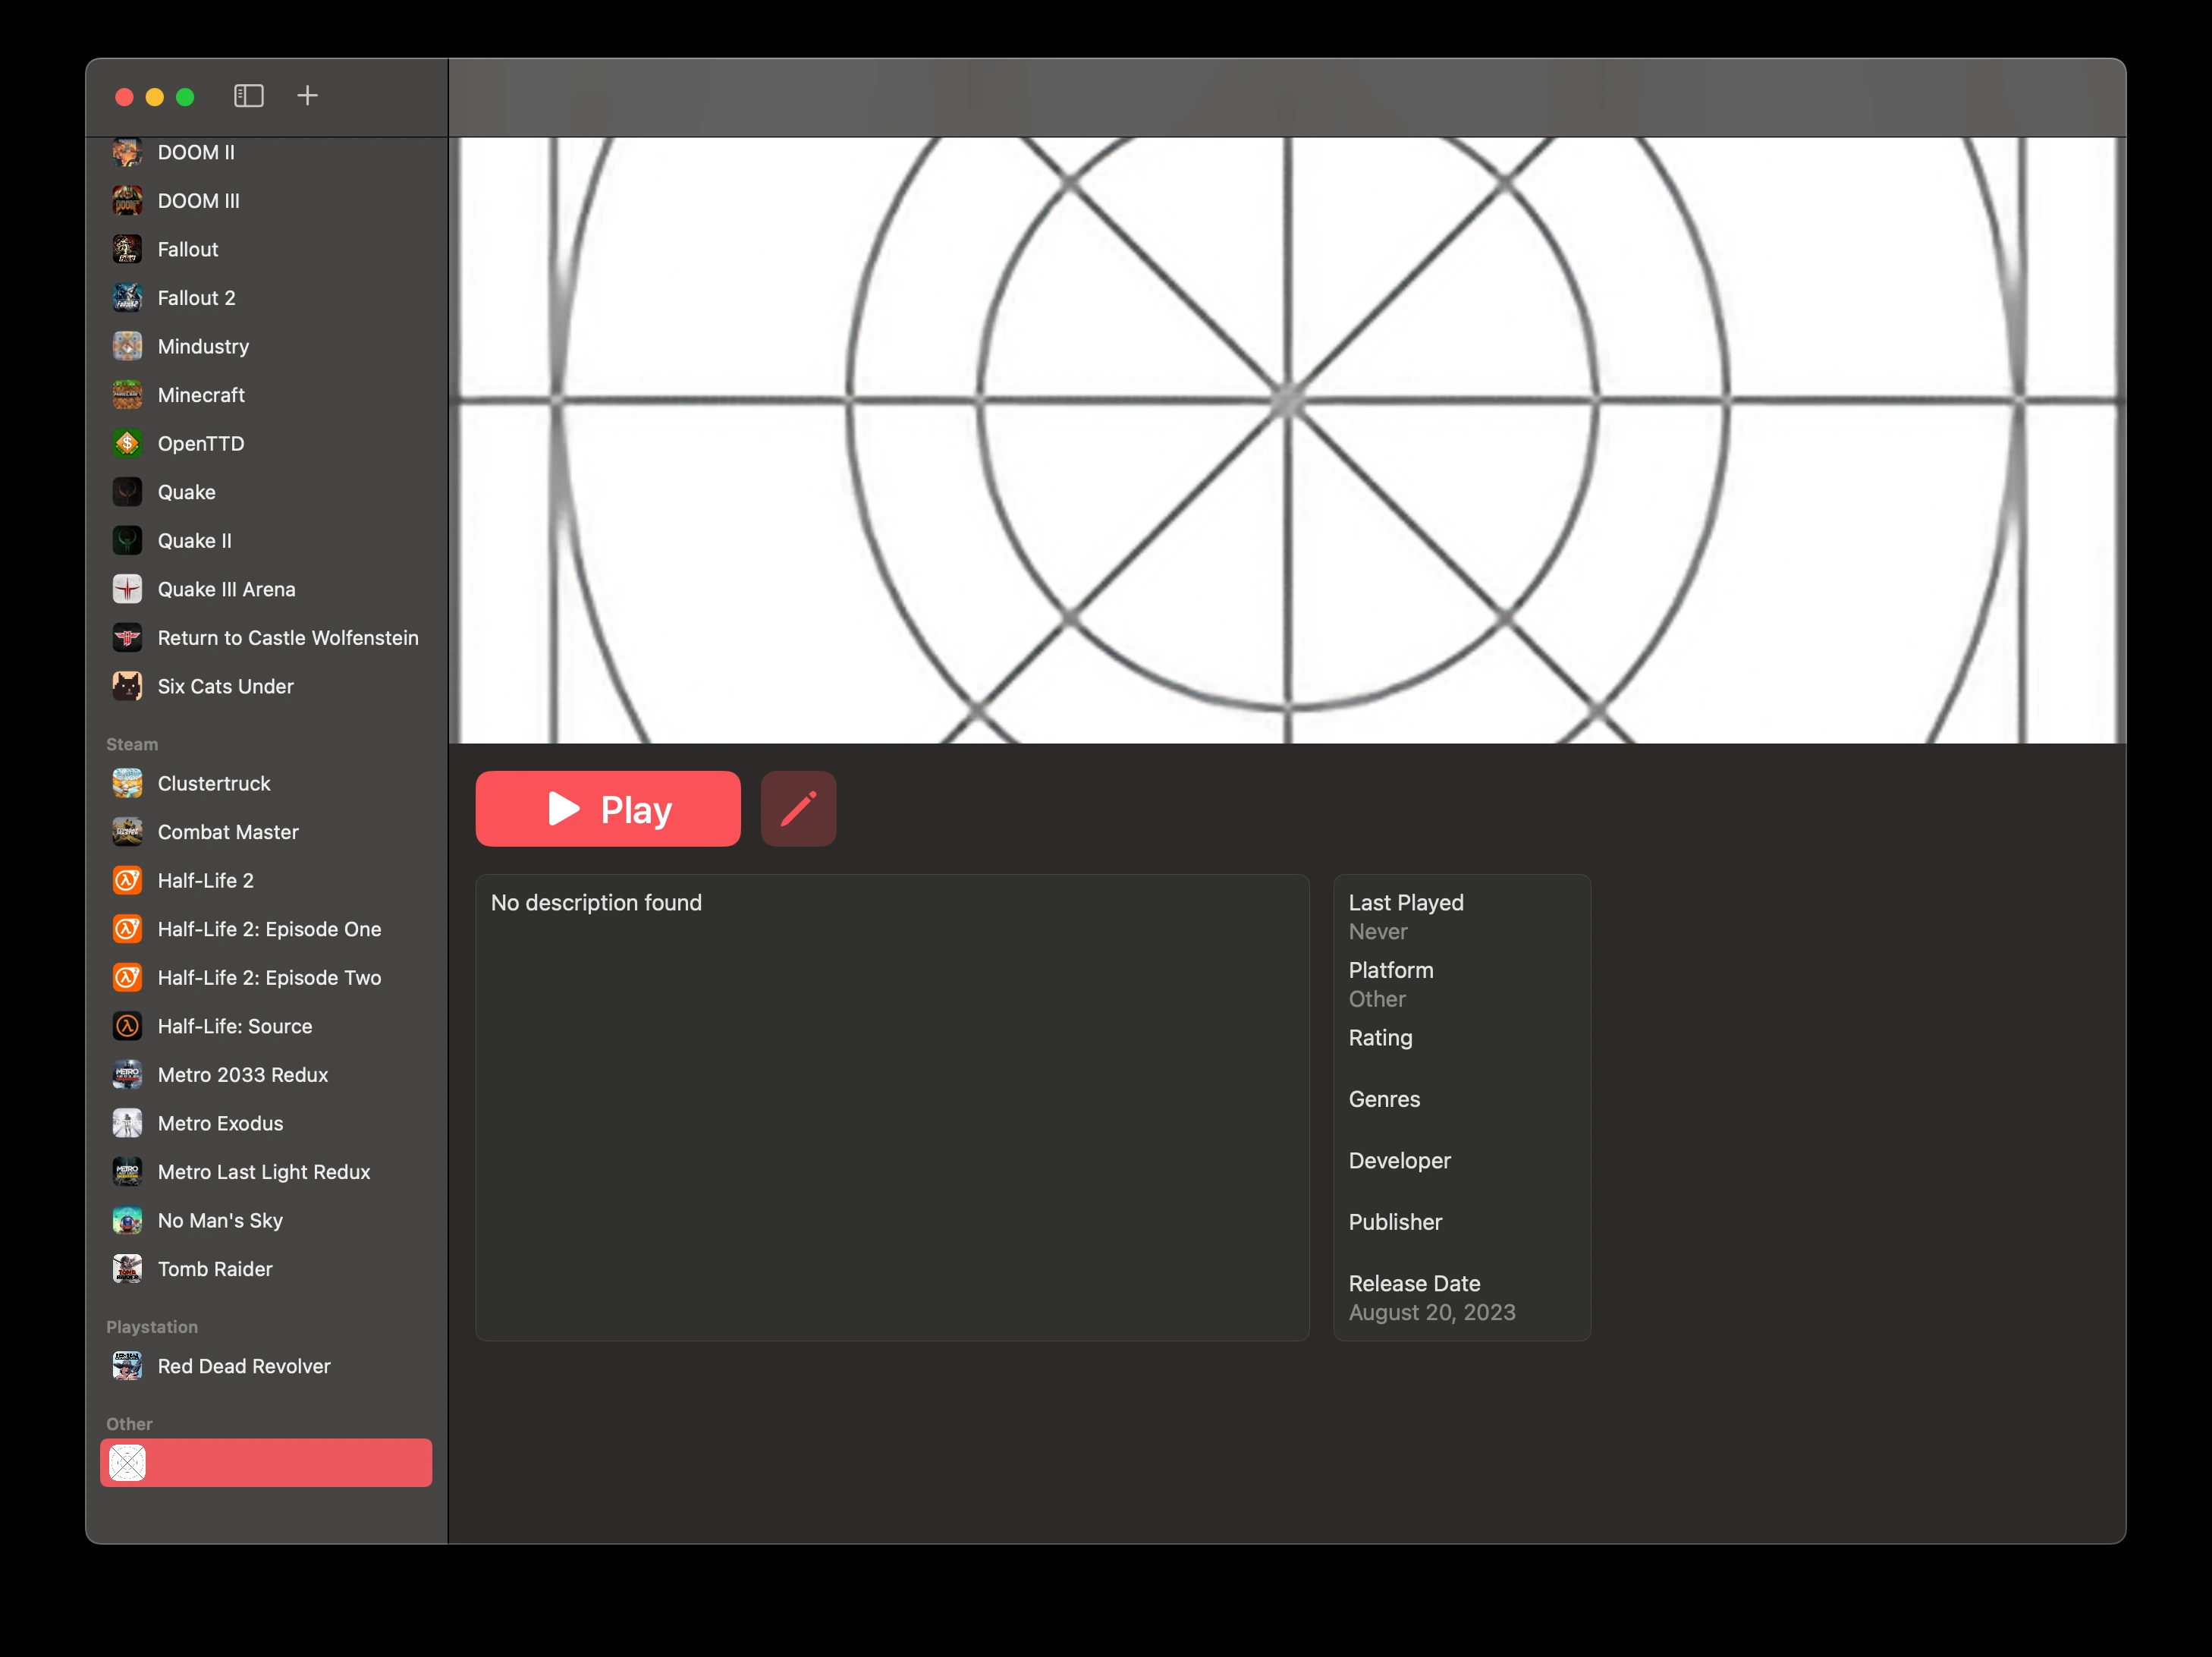 DOOM II
DOOM III
Fallout
Fallout 2
Mindustry
Minecraft
OpenTTD
Quake
Quake II
Quake III Arena
Return to Castle Wolfenstein
Six Cats Under
Steam
Clustertruck
Combat Master
Half-Life 2
Half-Life 2: Episode One
Half-Life 2: Episode Two
Half-Life: Source
Metro 2033 Redux
Metro Exodus
Metro Last Light Redux
No Man's Sky
Tomb Raider
Playstation
Red Dead Revolver
Other
Play
No description found
Last Played
Never
Platform
Other
Rating
Genres
Developer
Publisher
Release Date
August 20, 2023